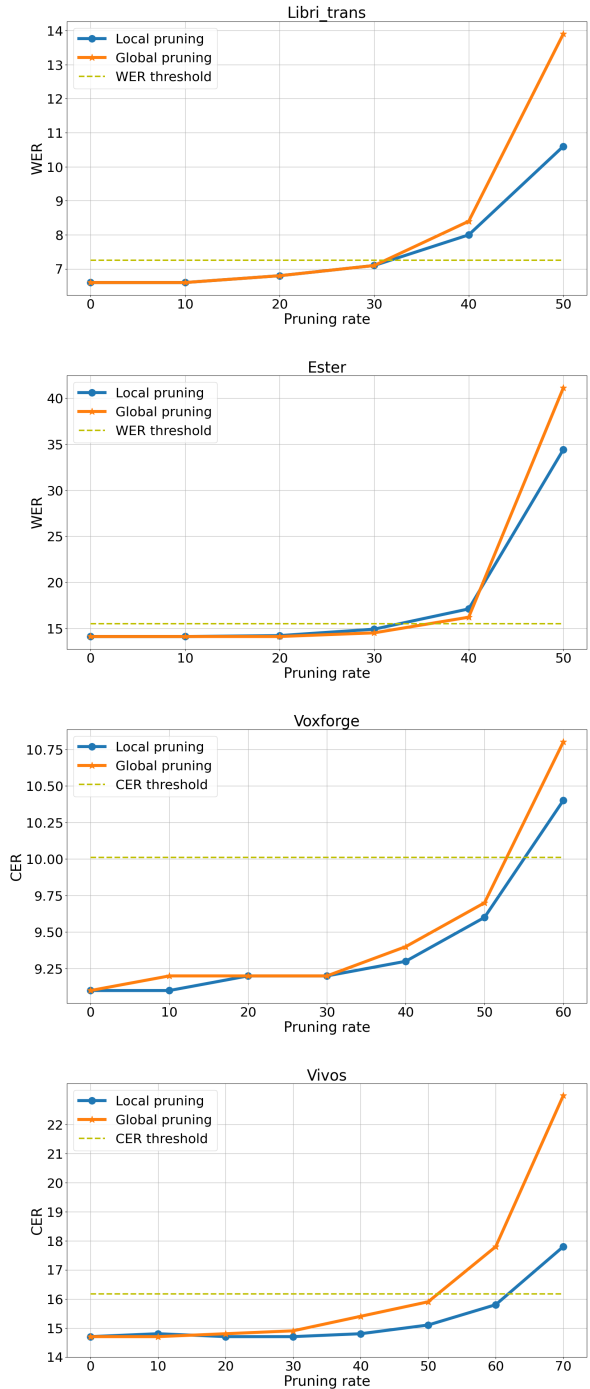 Libri_trans
Local pruning
Global pruning
WER threshold
WER
14
13
12
11
10
9
8
7
0 10 20 30 40 50
Pruning rate
Ester
Local pruning
Global pruning
WER threshold
WER
40
35
30
25
20
15
0 10 20 30 40 50
Pruning rate
Voxforge
Local pruning
Global pruning
CER threshold
CER
10.75
10.50
10.25
10.00
9.75
9.50
9.25
0 10 20 30 40 50 60
Pruning rate
Vivos
Local pruning
Global pruning
CER threshold
CER
22
21
20
19
18
17
16
15
14
0 10 20 30 40 50 60 70
Pruning rate